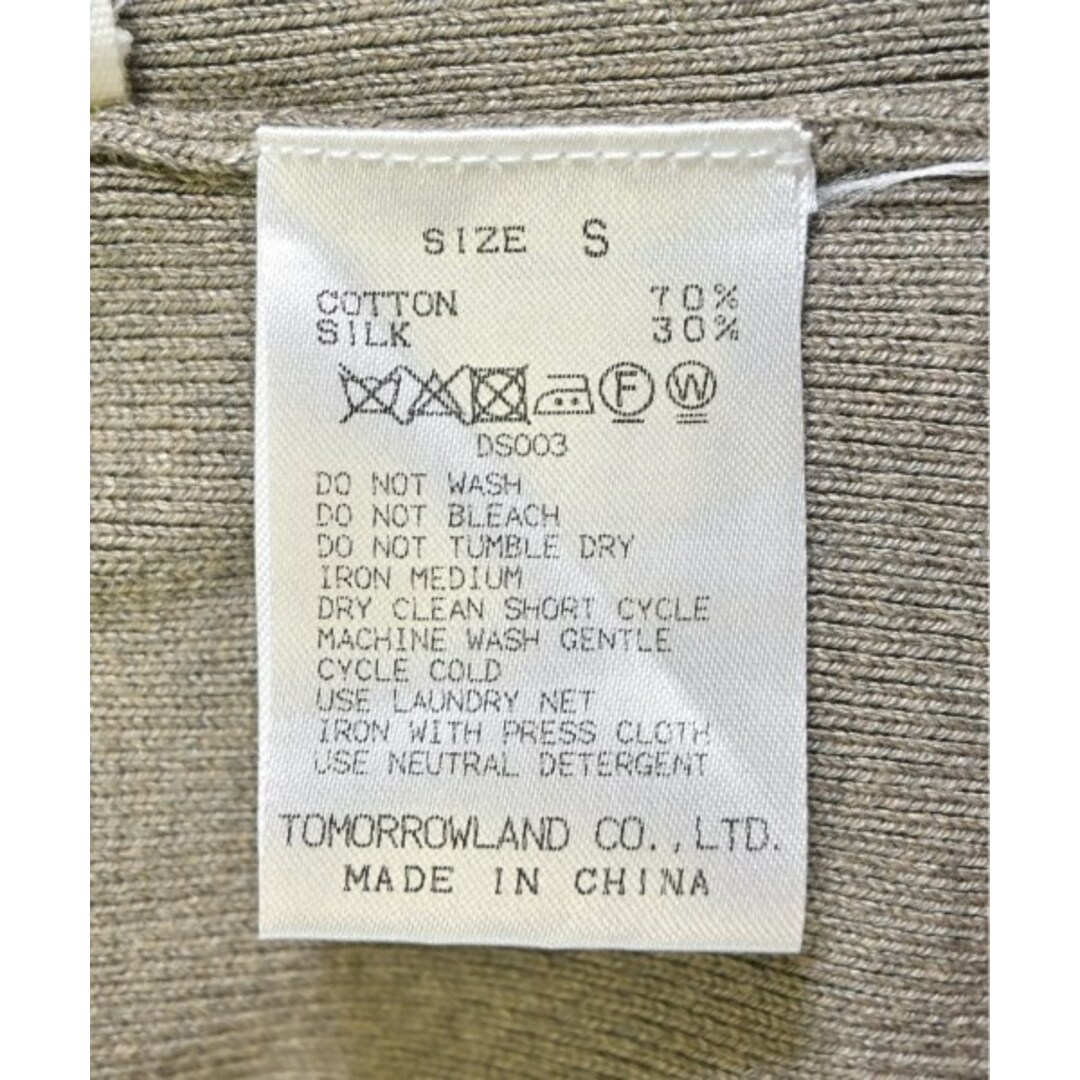 SIZE S
COTTON 70%
SILK 30%
F W
DS003
DO NOT WASH
DO NOT BLEACH
DO NOT TUMBLE DRY
IRON MEDIUM
DRY CLEAN SHORT CYCLE
MACHINE WASH GENTLE
CYCLE COLD
USE LAUNDRY NET
IRON WITH PRESS CLOTH
USE NEUTRAL DETERGENT
TOMORROWLAND CO.,LTD.
MADE IN CHINA